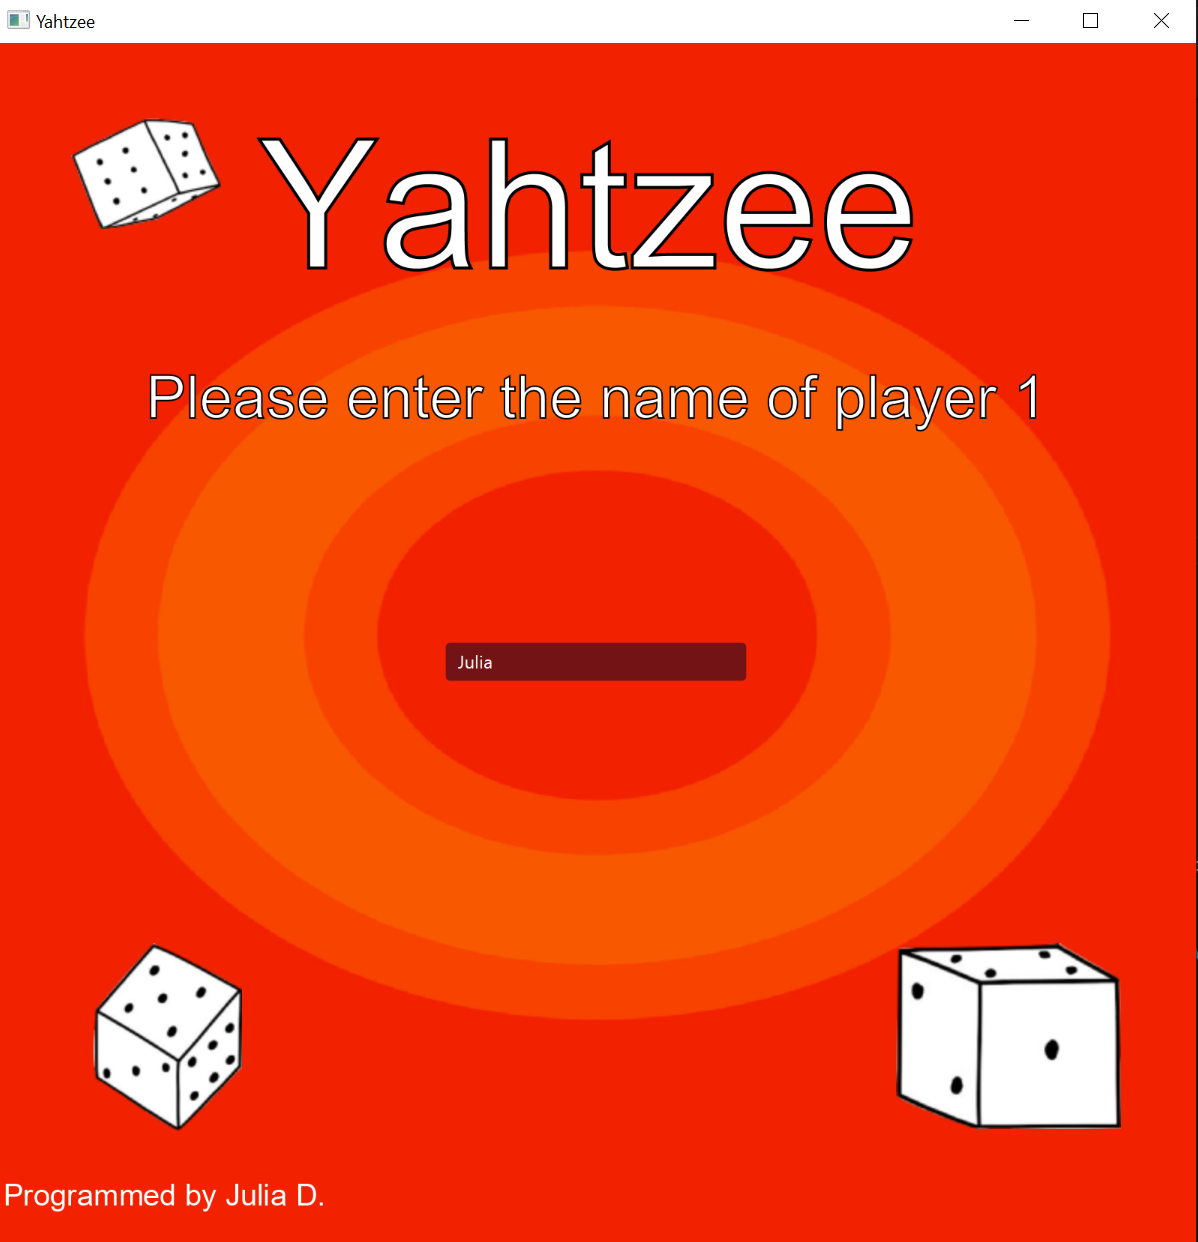 Yahtzee
Yahtzee
Please enter the name of player 1
Julia
Programmed by Julia D.